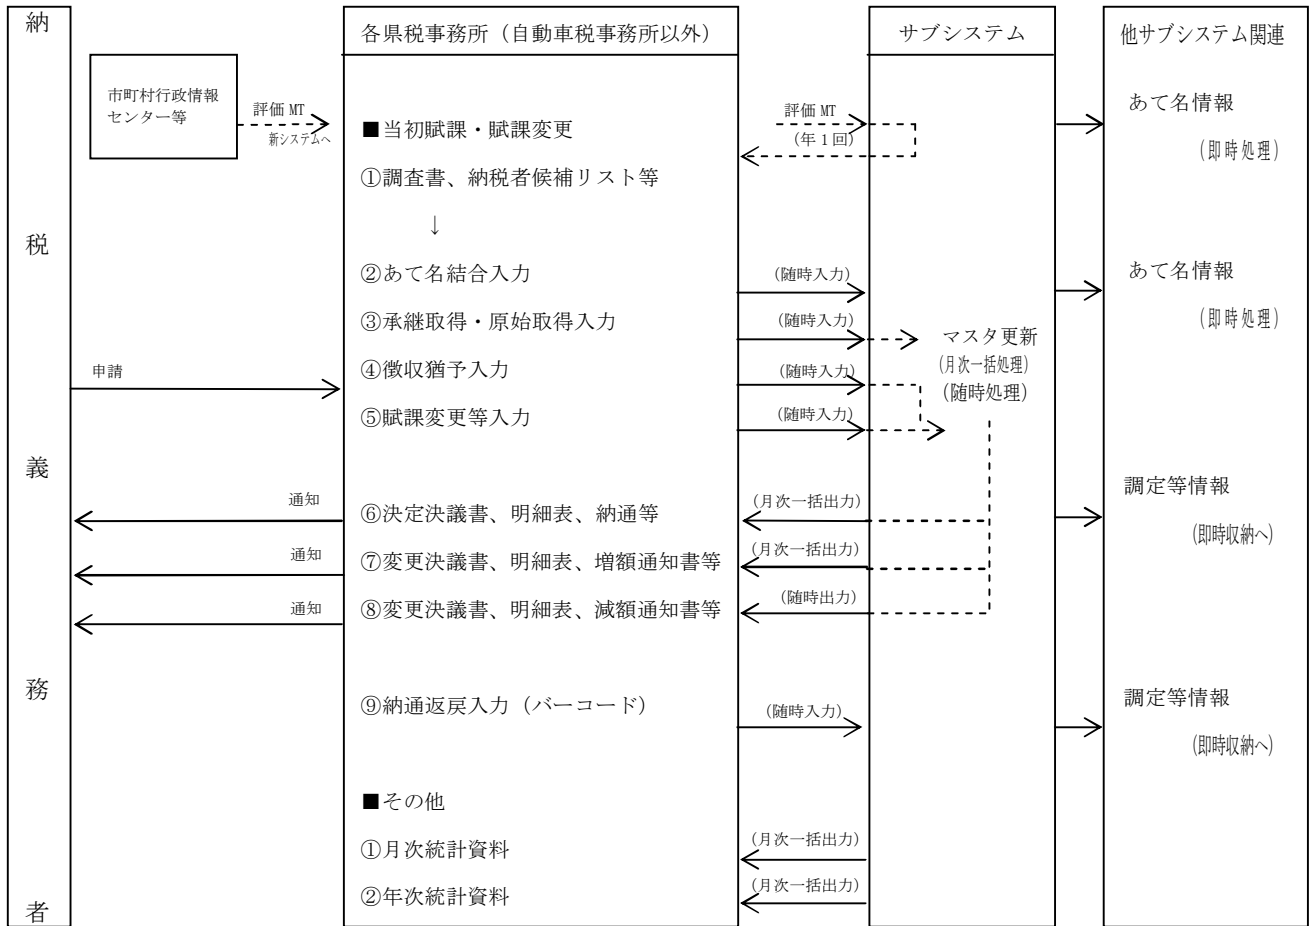 納税義務者
各県税事務所（自動車税事務所以外）
サブシステム
他サブシステム関連
市町村行政情報
センター等
評価 MT
新システムへ
■当初賦課・賦課変更
評価 MT
（年１回）
あて名情報
（即時処理）
①調査書、納税者候補リスト等
↓
②あて名結合入力
（随時入力）
あて名情報
（即時処理）
③承継取得・原始取得入力
（随時入力）
マスタ更新
（月次一括処理）
（随時処理）
申請
④徴収猶予入力
（随時入力）
⑤賦課変更等入力
（随時入力）
通知
⑥決定決議書、明細表、納通等
（月次一括出力）
調定等情報
（即時収納へ）
通知
⑦変更決議書、明細表、増額通知書等
（月次一括出力）
通知
⑧変更決議書、明細表、減額通知書等
（随時出力）
⑨納通返戻入力（バーコード）
（随時入力）
調定等情報
（即時収納へ）
■その他
①月次統計資料
（月次一括出力）
②年次統計資料
（月次一括出力）